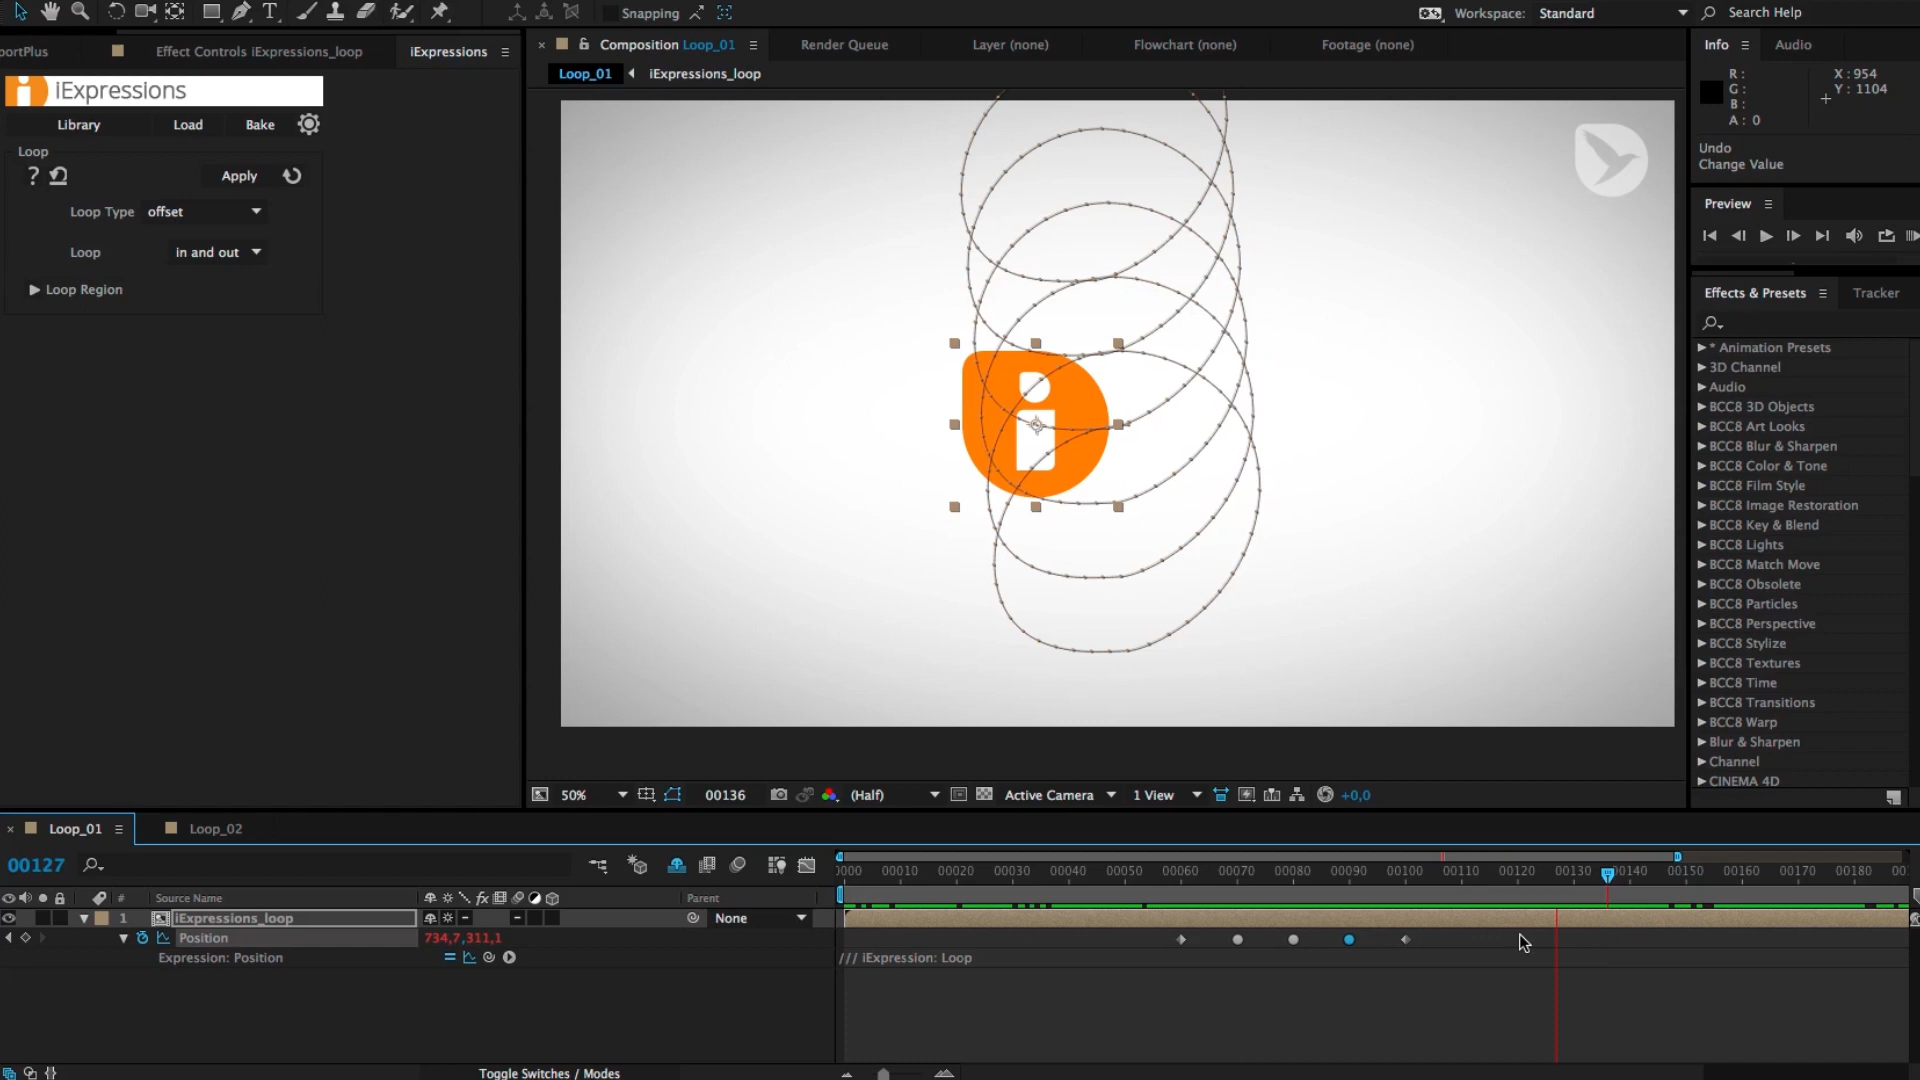 Snapping
Workspace: Standard
Search Help
portPlus
Effect Controls iExpressions_loop
iExpressions
Composition Loop_01
Render Queue
Layer (none)
Flowchart (none)
Footage (none)
Info
Audio
Loop_01
iExpressions_loop
R :
G :
B :
A : 0
X : 954
Y : 1104
iExpressions
Library
Load
Bake
Loop
?
Apply
Loop Type offset
Loop in and out
Loop Region
Undo
Change Value
Preview
Effects & Presets
Tracker
* Animation Presets
3D Channel
Audio
BCC8 3D Objects
BCC8 Art Looks
BCC8 Blur & Sharpen
BCC8 Color & Tone
BCC8 Film Style
BCC8 Image Restoration
BCC8 Key & Blend
BCC8 Lights
BCC8 Match Move
BCC8 Obsolete
BCC8 Particles
BCC8 Perspective
BCC8 Stylize
BCC8 Textures
BCC8 Time
BCC8 Transitions
BCC8 Warp
Blur & Sharpen
Channel
CINEMA 4D
50%
00136
(Half)
Active Camera
1 View
+0,0
Loop_01
Loop_02
00127
0000 00010 00020 00030 00040 00050 00060 00070 00080 00090 00100 00110 00120 00130 00140 00150 00160 00170 00180 00
# Source Name
Parent
1 iExpressions_loop
None
Position
734,7,311,1
Expression: Position
/// iExpression: Loop
Toggle Switches / Modes